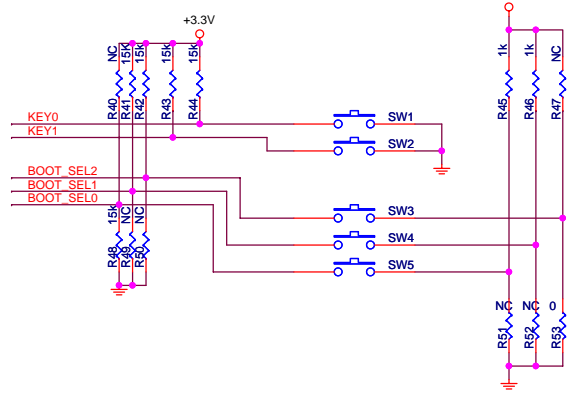 +3.3V
NC
15k
15k
15k
15k
1k
1k
NC
R40
R41
R42
R43
R44
R45
R46
R47
KEY0
SW1
KEY1
SW2
BOOT_SEL2
BOOT_SEL1
BOOT_SEL0
SW3
15k
NC
NC
SW4
R48
R49
R50
SW5
NC
NC
0
R51
R52
R53